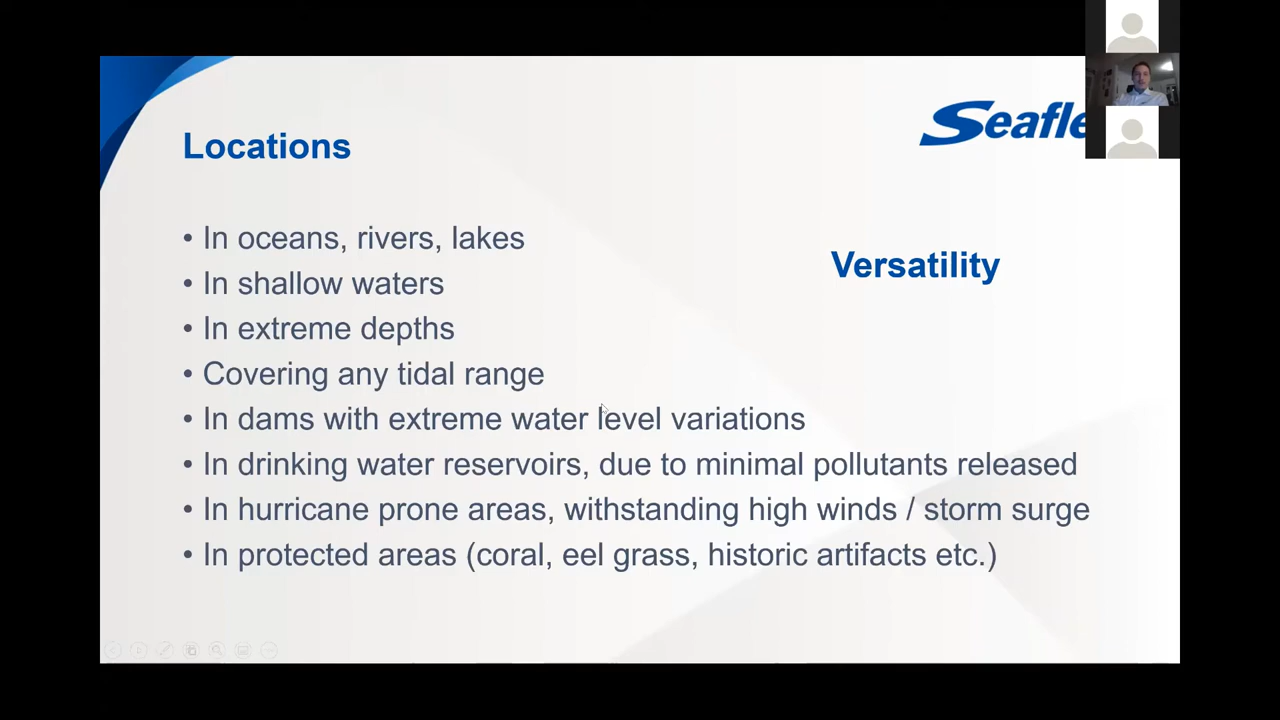 Seafle
Locations
Versatility
• In oceans, rivers, lakes
• In shallow waters
• In extreme depths
• Covering any tidal range
• In dams with extreme water level variations
• In drinking water reservoirs, due to minimal pollutants released
• In hurricane prone areas, withstanding high winds / storm surge
• In protected areas (coral, eel grass, historic artifacts etc.)